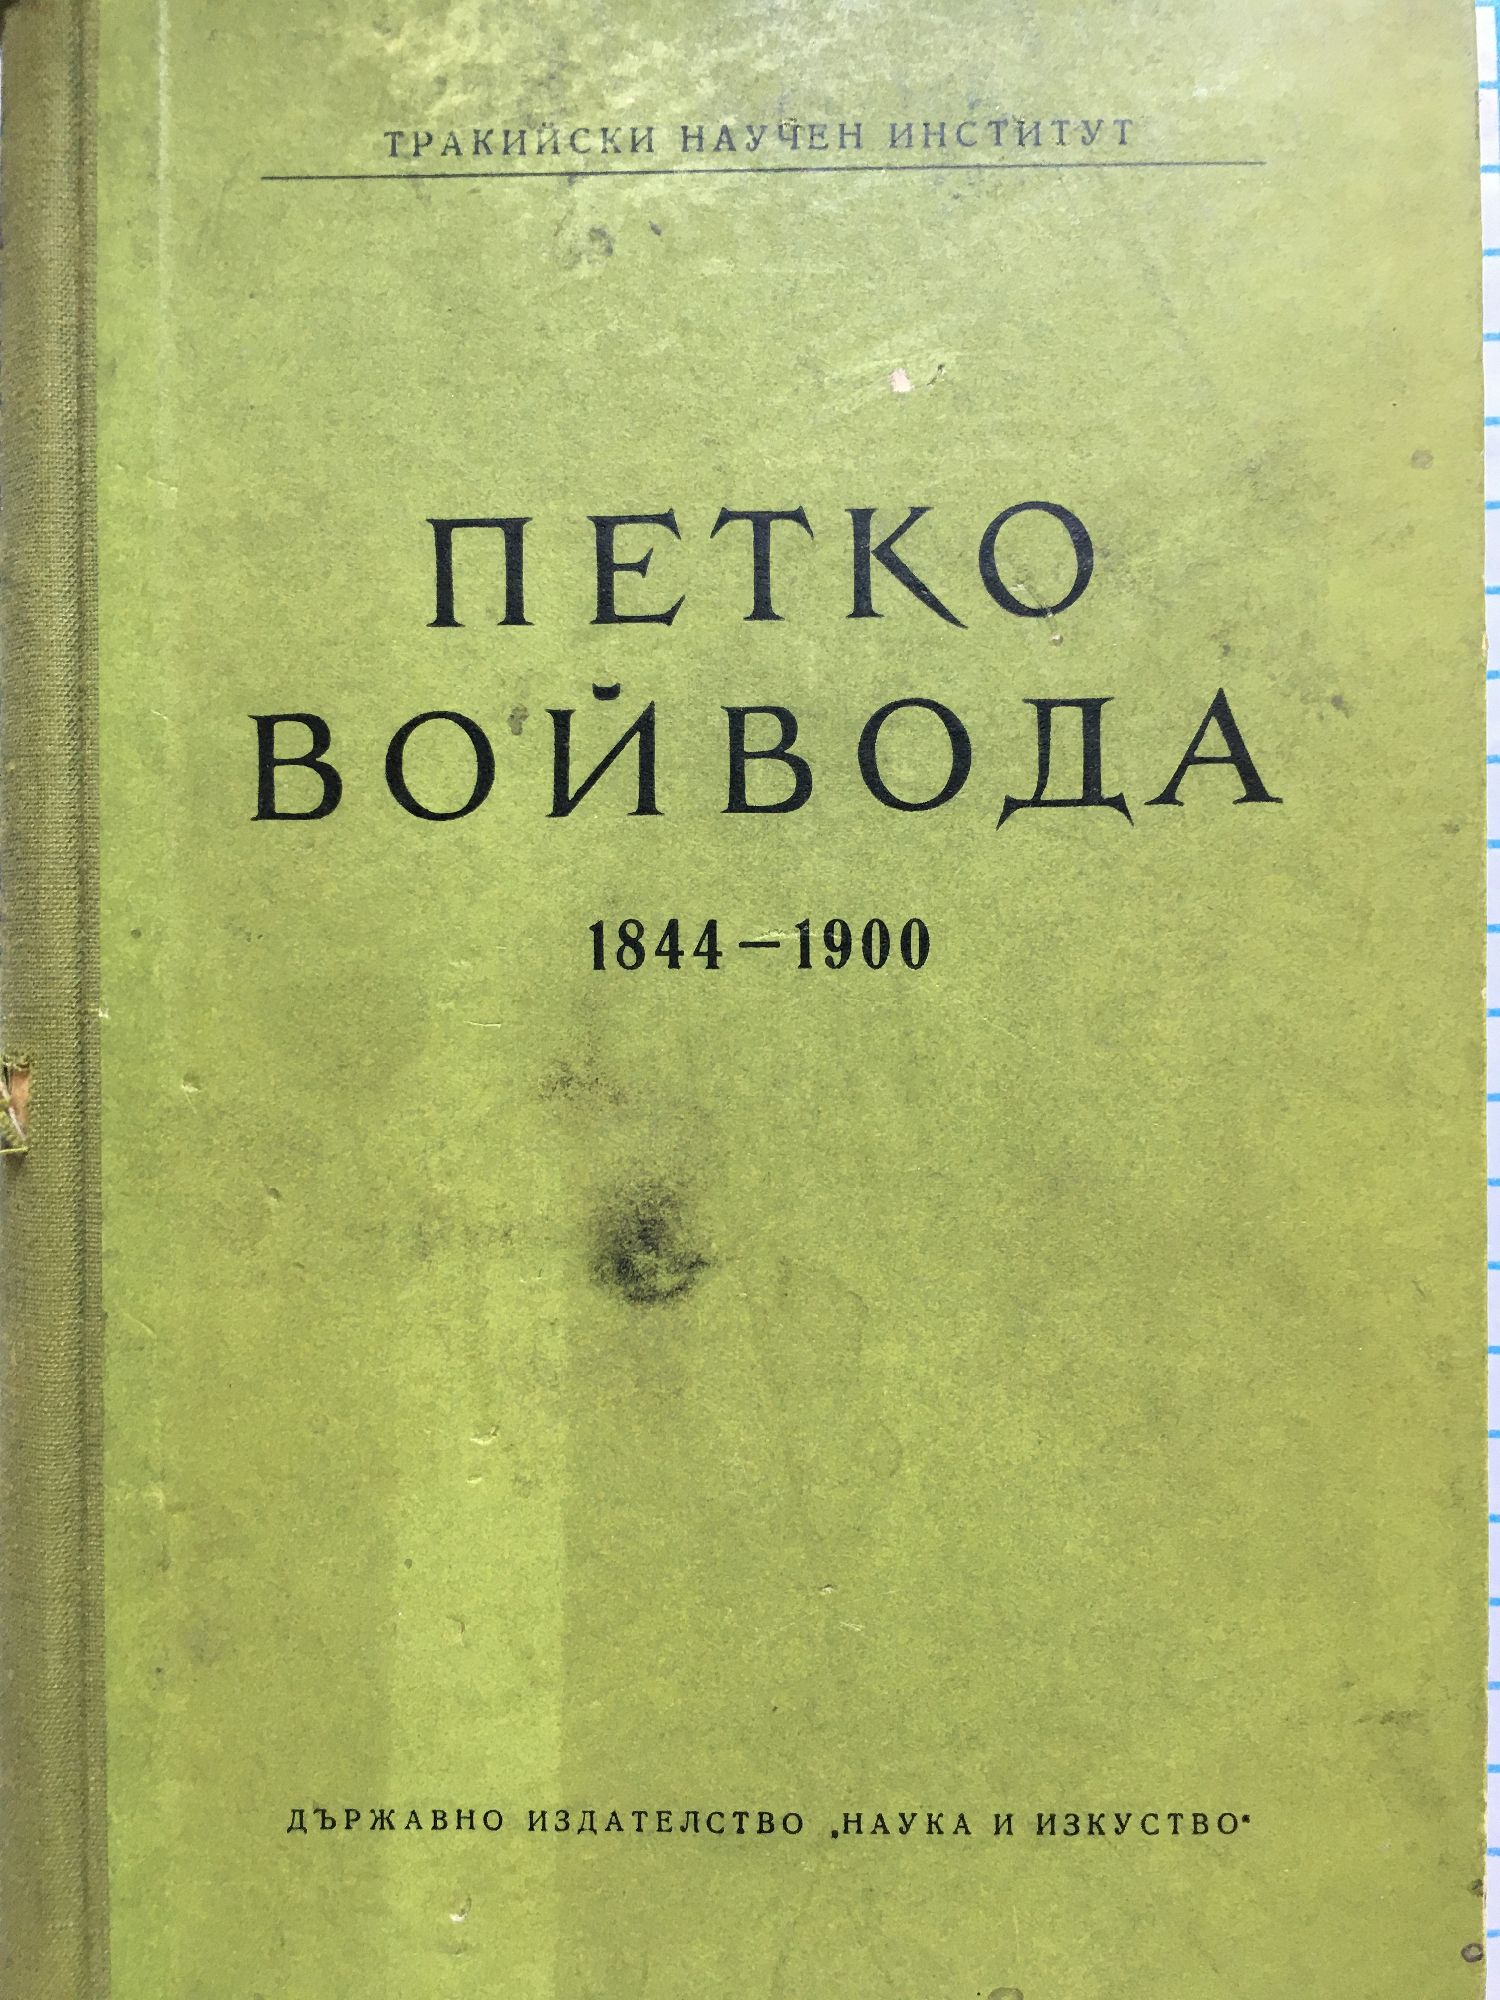 ТРАКИЙСКИ НАУЧЕН ИНСТИТУТ
ПЕТКО
ВОЙВОДА
1844–1900
ДЪРЖАВНО ИЗДАТЕЛСТВО „НАУКА И ИЗКУСТВО“